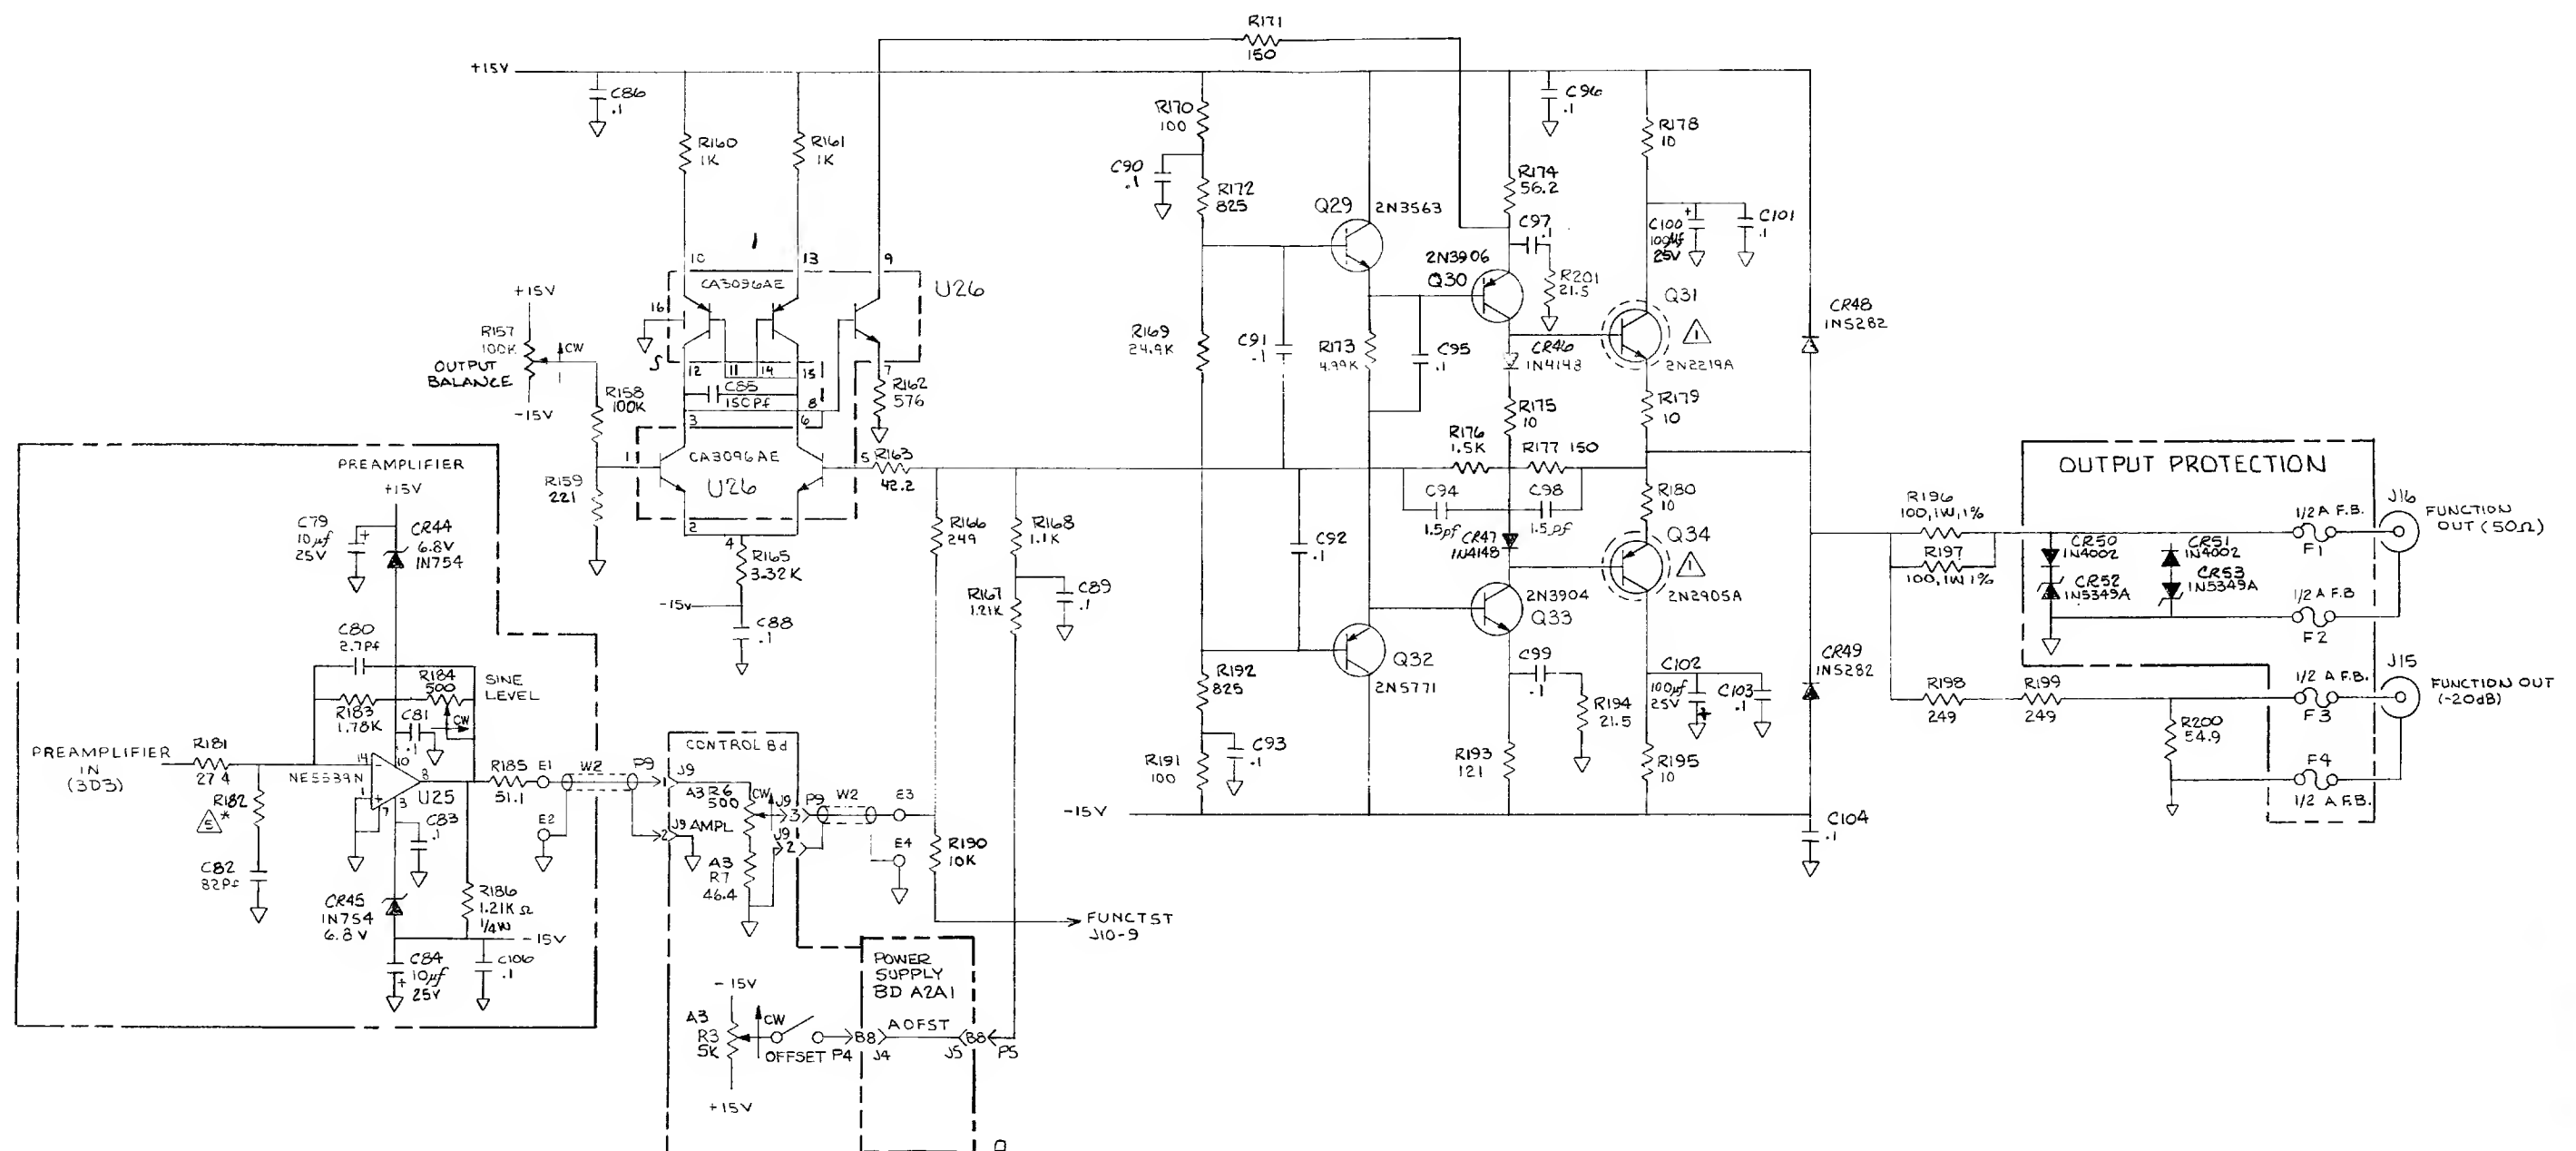 R171
150
+15V
C86
.1
R160
1K
R161
1K
R170
100
C90
.1
R172
825
Q29
2N3563
C96
.1
R178
10
R174
56.2
C97
.1
C100
100µf
25V
C101
.1
10
13
9
CA3096AE
U26
16
S
12
11
14
15
C85
150Pf
8
3
6
7
R162
576
+15V
R157
100K
CW
1
OUTPUT
BALANCE
-15V
R158
100K
R159
221
1
CA3096AE
U26
5
R163
42.2
2
4
R165
3.32K
-15V
C88
.1
R169
24.9K
C91
.1
R173
4.99K
C95
.1
2N3906
Q30
R201
21.5
Q31
1
2N2219A
CR46
1N4148
R175
10
R179
10
CR48
1N5282
R176
1.5K
R177 150
C94
1.5pf
C98
1.5pf
R180
10
CR47
1N4148
Q34
1
2N2905A
2N3904
Q33
C92
.1
R166
249
R168
1.1K
R167
1.21K
C89
.1
Q32
2N5771
R192
825
R191
100
C93
.1
C99
.1
R194
21.5
R193
121
C102
100µf
25V
C103
.1
R195
10
CR49
1N5282
-15V
C104
.1
OUTPUT PROTECTION
R196
100,1W,1%
R197
100,1W 1%
CR50
1N4002
CR52
1N5349A
CR51
1N4002
CR53
1N5349A
1/2 A F.B.
F1
1/2 A F.B
F2
J16
FUNCTION
OUT (50Ω)
R198
249
R199
249
R200
54.9
1/2 A F.B.
F3
F4
1/2 A F.B.
J15
FUNCTION OUT
(-20dB)
PREAMPLIFIER
+15V
C79
10µf
25V
CR44
6.8V
1N754
C80
2.7Pf
R184
500
SINE
LEVEL
R183
1.78K
C81
.1
CW
PREAMPLIFIER
IN
(3D3)
R181
27.4
R182
5
*
C82
82Pf
NE5539N
14
10
8
1
7
3
U25
C83
.1
R185
51.1
E1
W2
P9
E2
CR45
1N754
6.8V
R186
1.21K Ω
1/4W
-15V
C84
10µf
25V
C106
.1
CONTROL Bd
1
J9
A3 R6
500
CW
2
J9 AMPL
A3
R7
46.4
J9
3
P9
J9
2
W2
E3
E4
R190
10K
FUNCTST
J10-9
-15V
A3
R3
5K
CW
OFFSET
P4
B8
J4
+15V
POWER
SUPPLY
BD A2A1
AOFST
J5
B8
P5